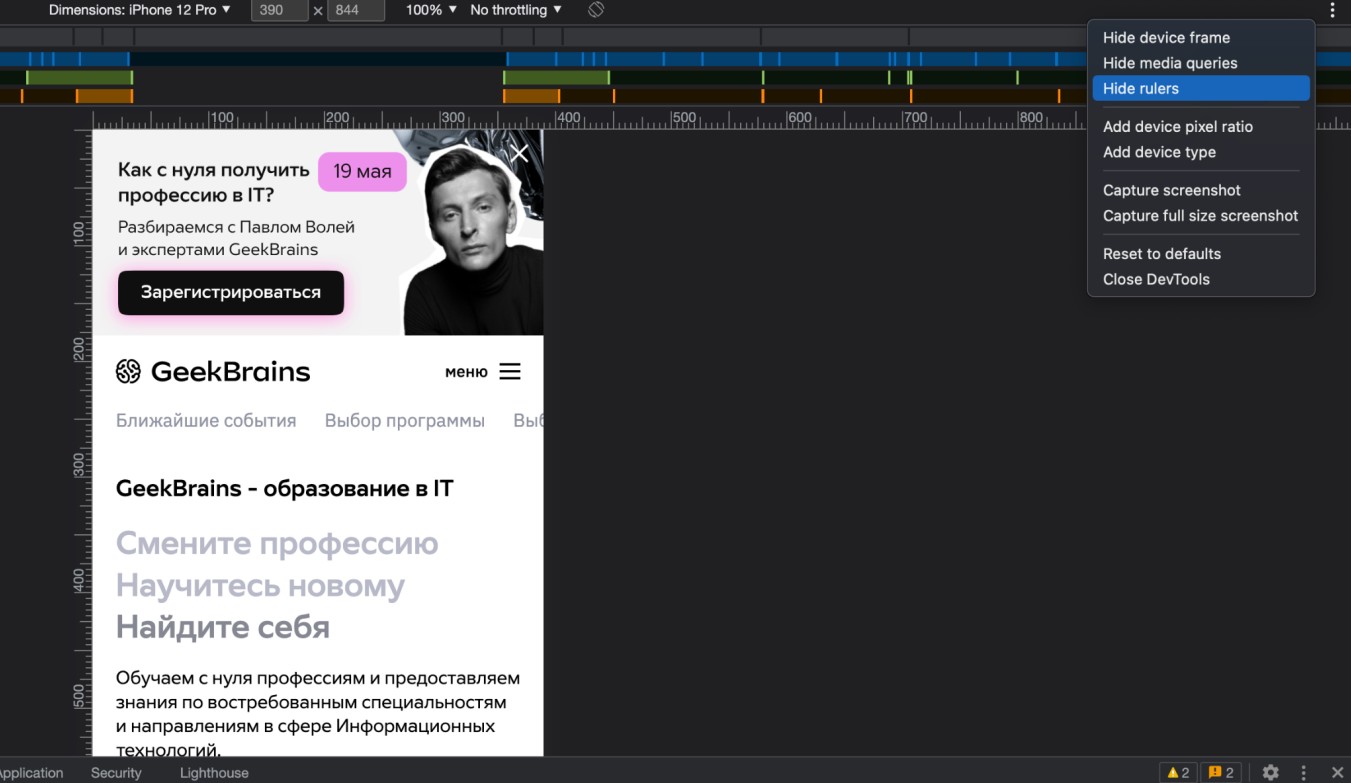 Dimensions: iPhone 12 Pro ▼ 390 × 844 100% ▼ No throttling ▼
Hide device frame
Hide media queries
Hide rulers
Add device pixel ratio
Add device type
Capture screenshot
Capture full size screenshot
Reset to defaults
Close DevTools
100 200 300 400 500 600 700 800
100
200
300
400
500
Как с нуля получить
профессию в IT?
19 мая
Разбираемся с Павлом Волей
и экспертами GeekBrains
Зарегистрироваться
GeekBrains
меню
Ближайшие события Выбор программы Выб
GeekBrains - образование в IT
Смените профессию
Научитесь новому
Найдите себя
Обучаем с нуля профессиям и предоставляем
знания по востребованным специальностям
и направлениям в сфере Информационных
технологий.
Application Security Lighthouse 2 2